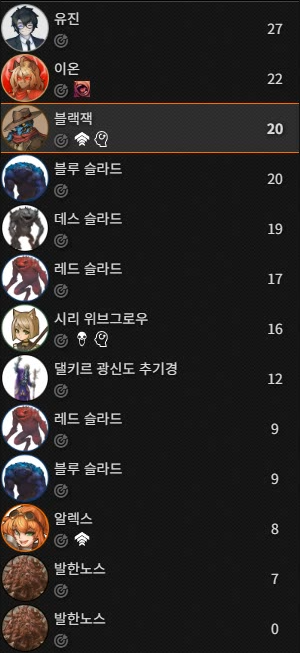 유진 27
이온 22
블랙잭 20
블루 슬라드 20
데스 슬라드 19
레드 슬라드 17
시리 위브그로우 16
댈키르 광신도 추기경 12
레드 슬라드 9
블루 슬라드 9
알렉스 8
발한노스 7
발한노스 0